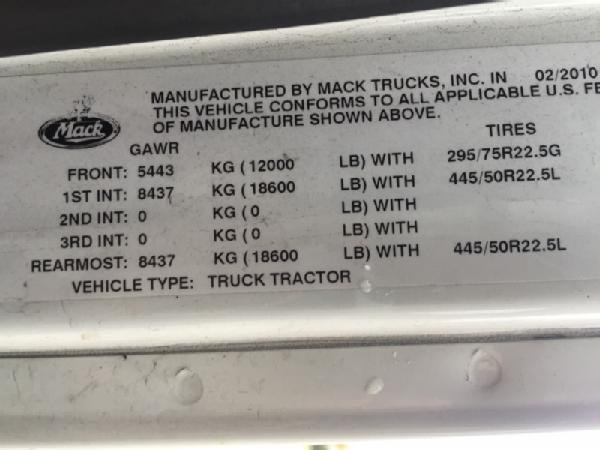 MANUFACTURED BY MACK TRUCKS, INC. IN 02/2010
THIS VEHICLE CONFORMS TO ALL APPLICABLE U.S. FE
OF MANUFACTURE SHOWN ABOVE.
Mack
GAWR TIRES
FRONT: 5443 KG ( 12000 LB) WITH 295/75R22.5G
1ST INT: 8437 KG ( 18600 LB) WITH 445/50R22.5L
2ND INT: 0 KG ( 0 LB) WITH
3RD INT: 0 KG ( 0 LB) WITH
REARMOST: 8437 KG ( 18600 LB) WITH 445/50R22.5L
VEHICLE TYPE: TRUCK TRACTOR